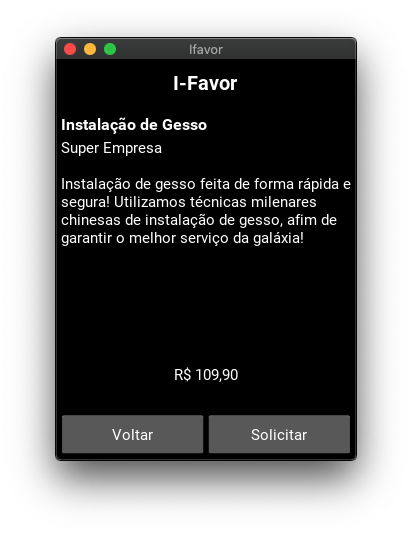 Ifavor
I-Favor
Instalação de Gesso
Super Empresa
Instalação de gesso feita de forma rápida e
segura! Utilizamos técnicas milenares
chinesas de instalação de gesso, afim de
garantir o melhor serviço da galáxia!
R$ 109,90
Voltar
Solicitar